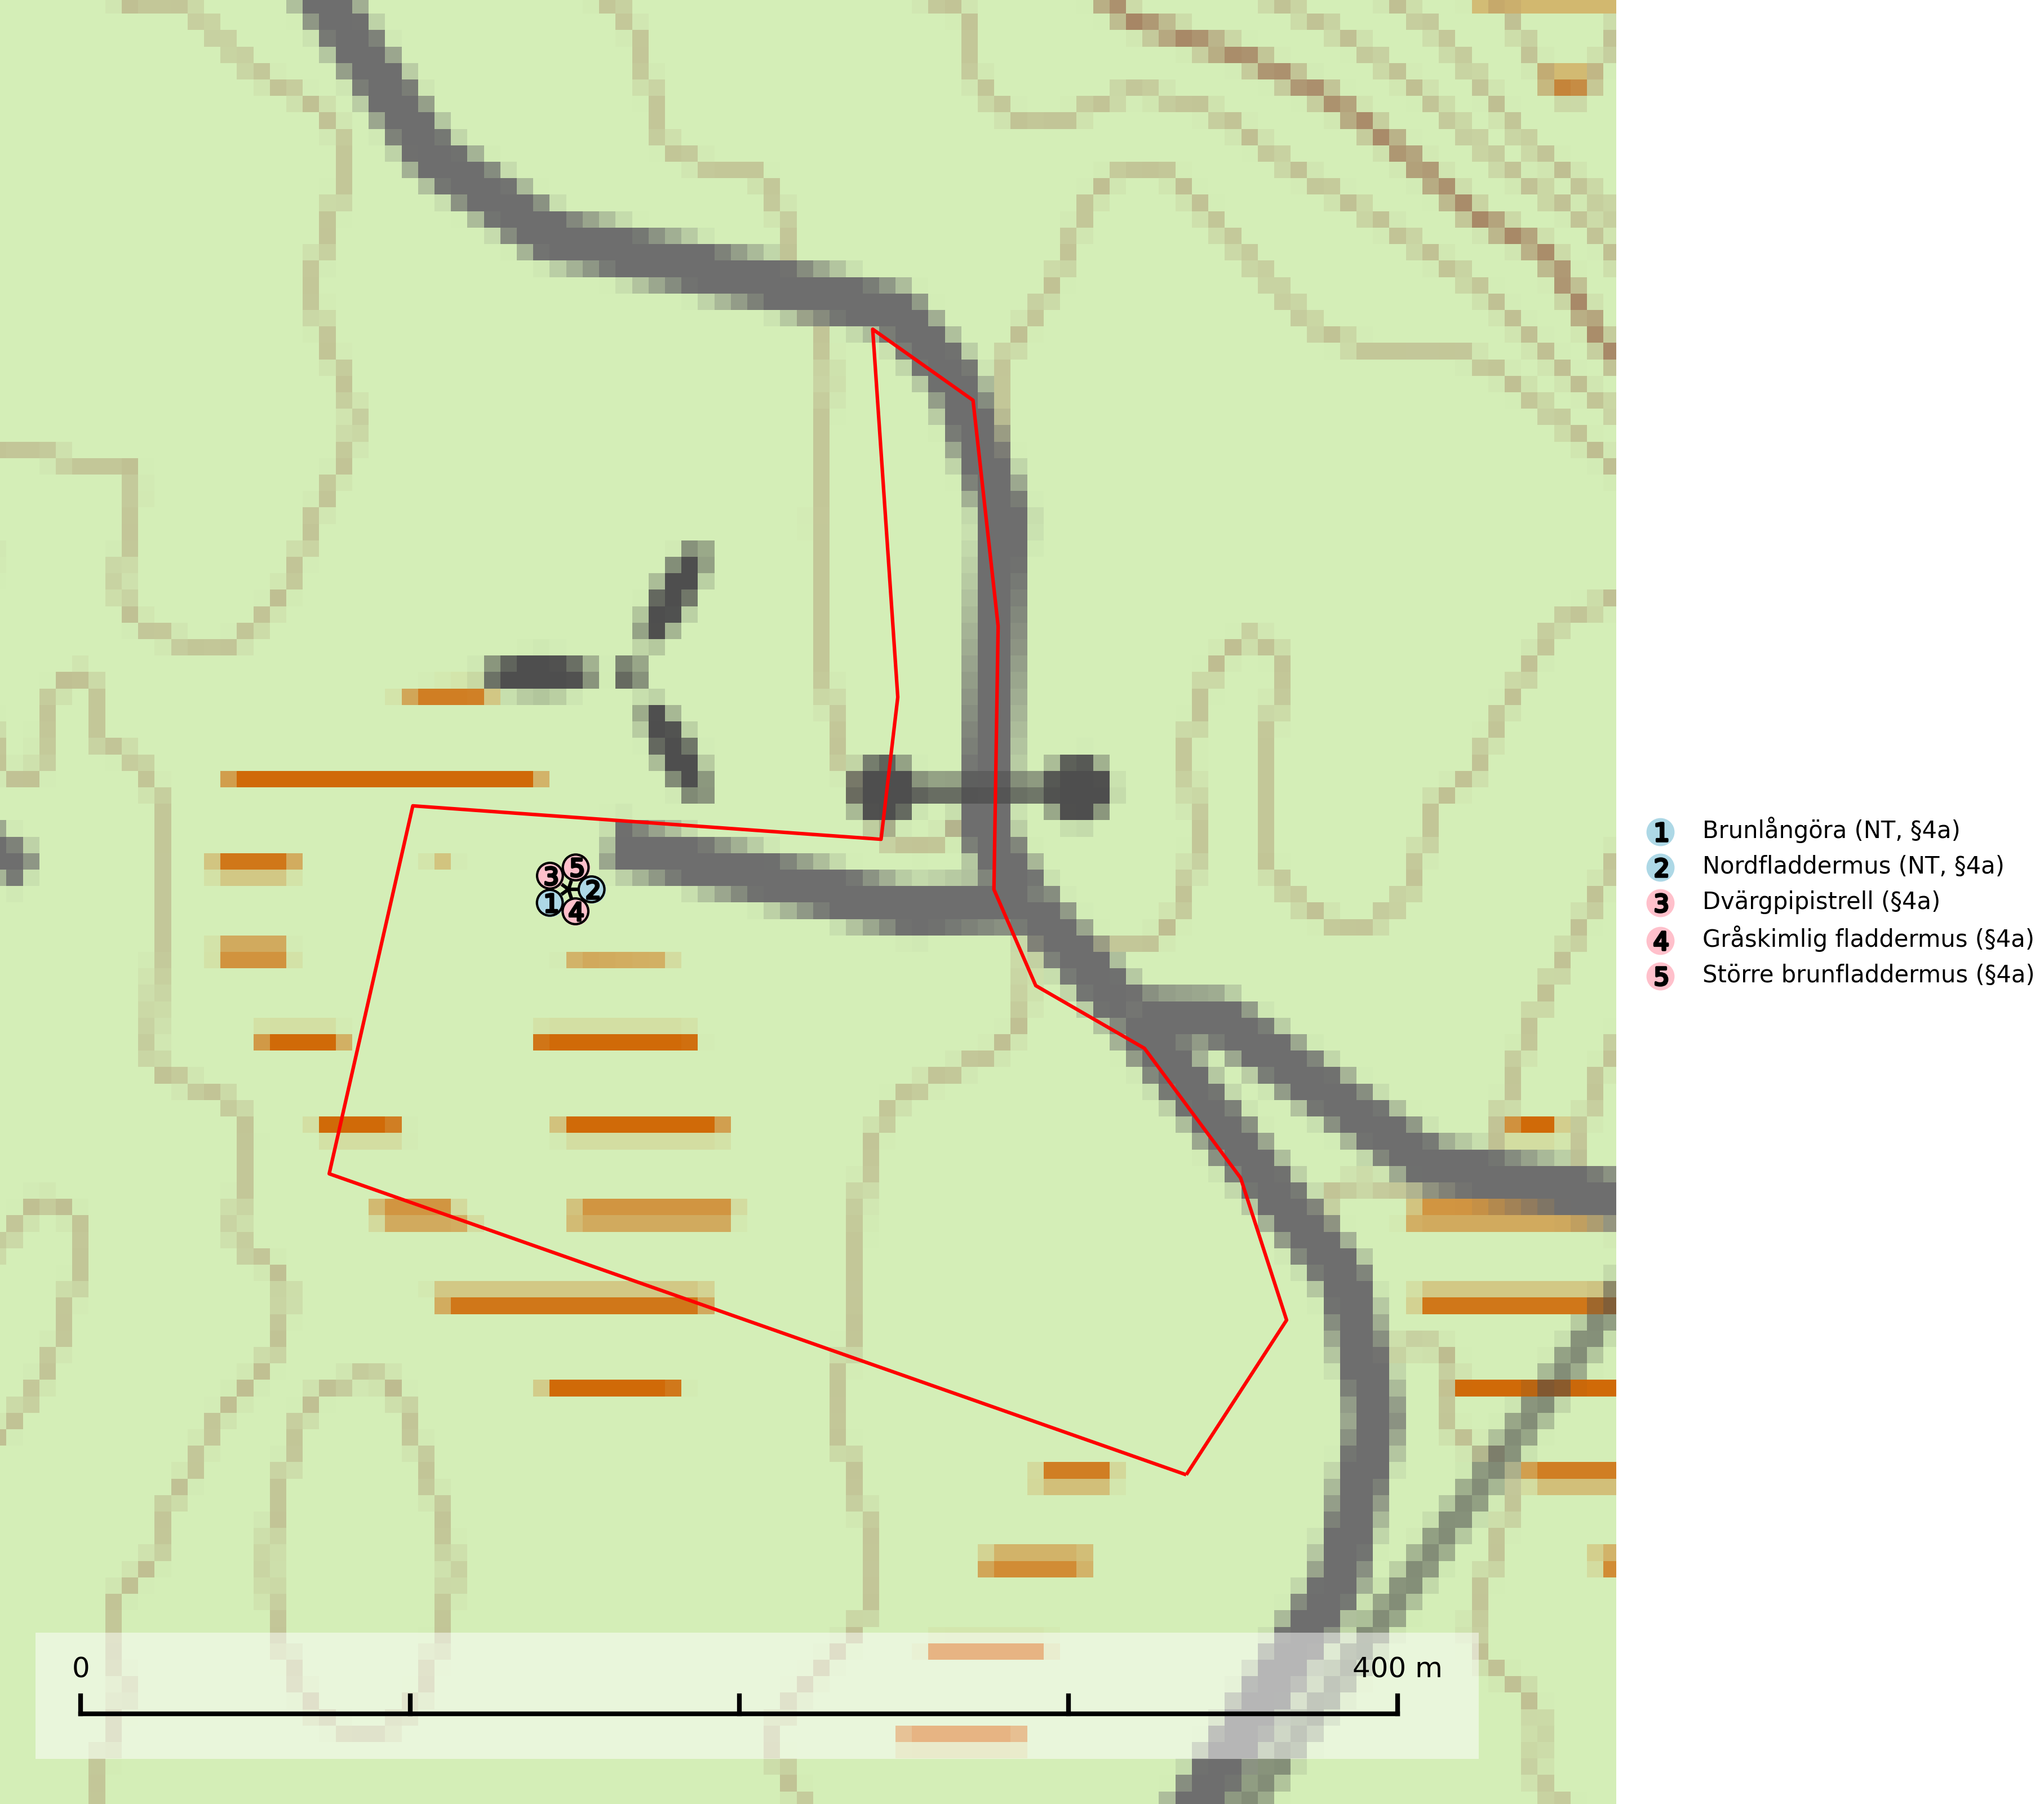 3
5
1
2
4
1 Brunlångöra (NT, §4a)
2 Nordfladdermus (NT, §4a)
3 Dvärgpipistrell (§4a)
4 Gråskimlig fladdermus (§4a)
5 Större brunfladdermus (§4a)
0 400 m